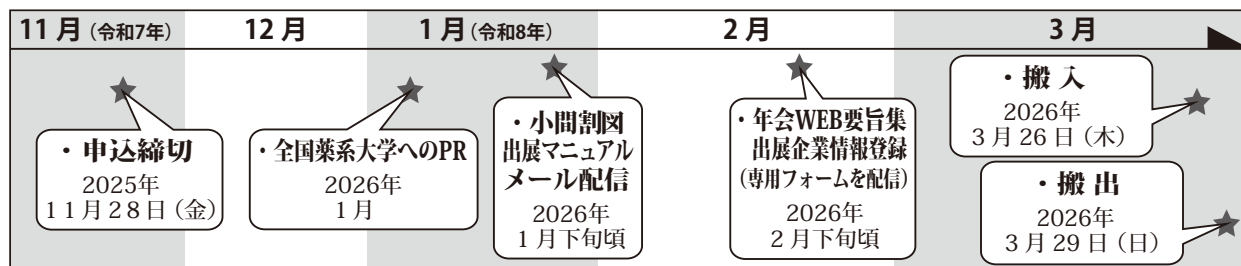 11月（令和7年）
12月
1月（令和8年）
2月
3月
・申込締切
2025年
11月28日（金）
・全国薬系大学へのPR
2026年
1月
・小間割図
出展マニュアル
メール配信
2026年
1月下旬頃
・年会WEB要旨集
出展企業情報登録
（専用フォームを配信）
2026年
2月下旬頃
・搬入
2026年
3月26日（木）
・搬出
2026年
3月29日（日）